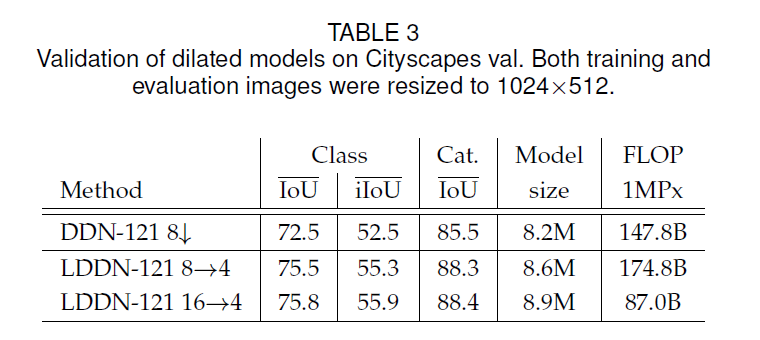 TABLE 3
Validation of dilated models on Cityscapes val. Both training and
evaluation images were resized to 1024×512.
Class Cat. Model FLOP
Method IoU iIoU IoU size 1MPx
DDN-121 8↓ 72.5 52.5 85.5 8.2M 147.8B
LDDN-121 8→4 75.5 55.3 88.3 8.6M 174.8B
LDDN-121 16→4 75.8 55.9 88.4 8.9M 87.0B